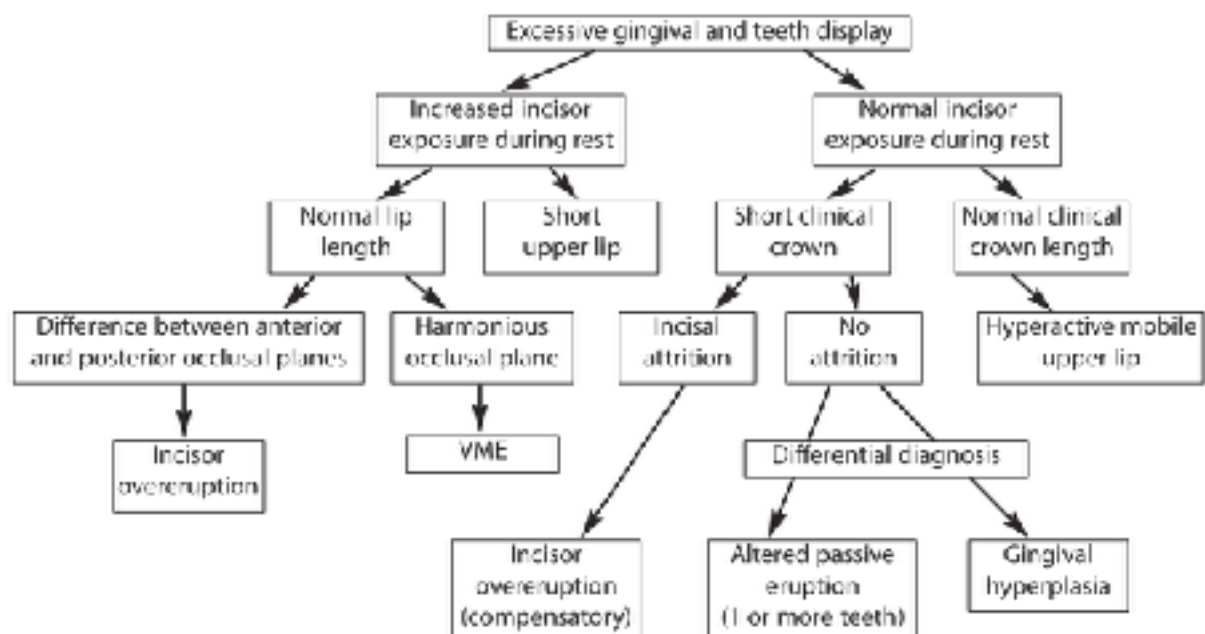 Excessive gingival and teeth display
Increased incisor
exposure during rest
Normal incisor
exposure during rest
Normal lip
length
Short
upper lip
Short clinical
crown
Normal clinical
crown length
Difference between anterior
and posterior occlusal planes
Harmonious
occlusal plane
Incisal
attrition
No
attrition
Hyperactive mobile
upper lip
Incisor
overeruption
VME
Differential diagnosis
Incisor
overeruption
(compensatory)
Altered passive
eruption
(1 or more teeth)
Gingival
hyperplasia